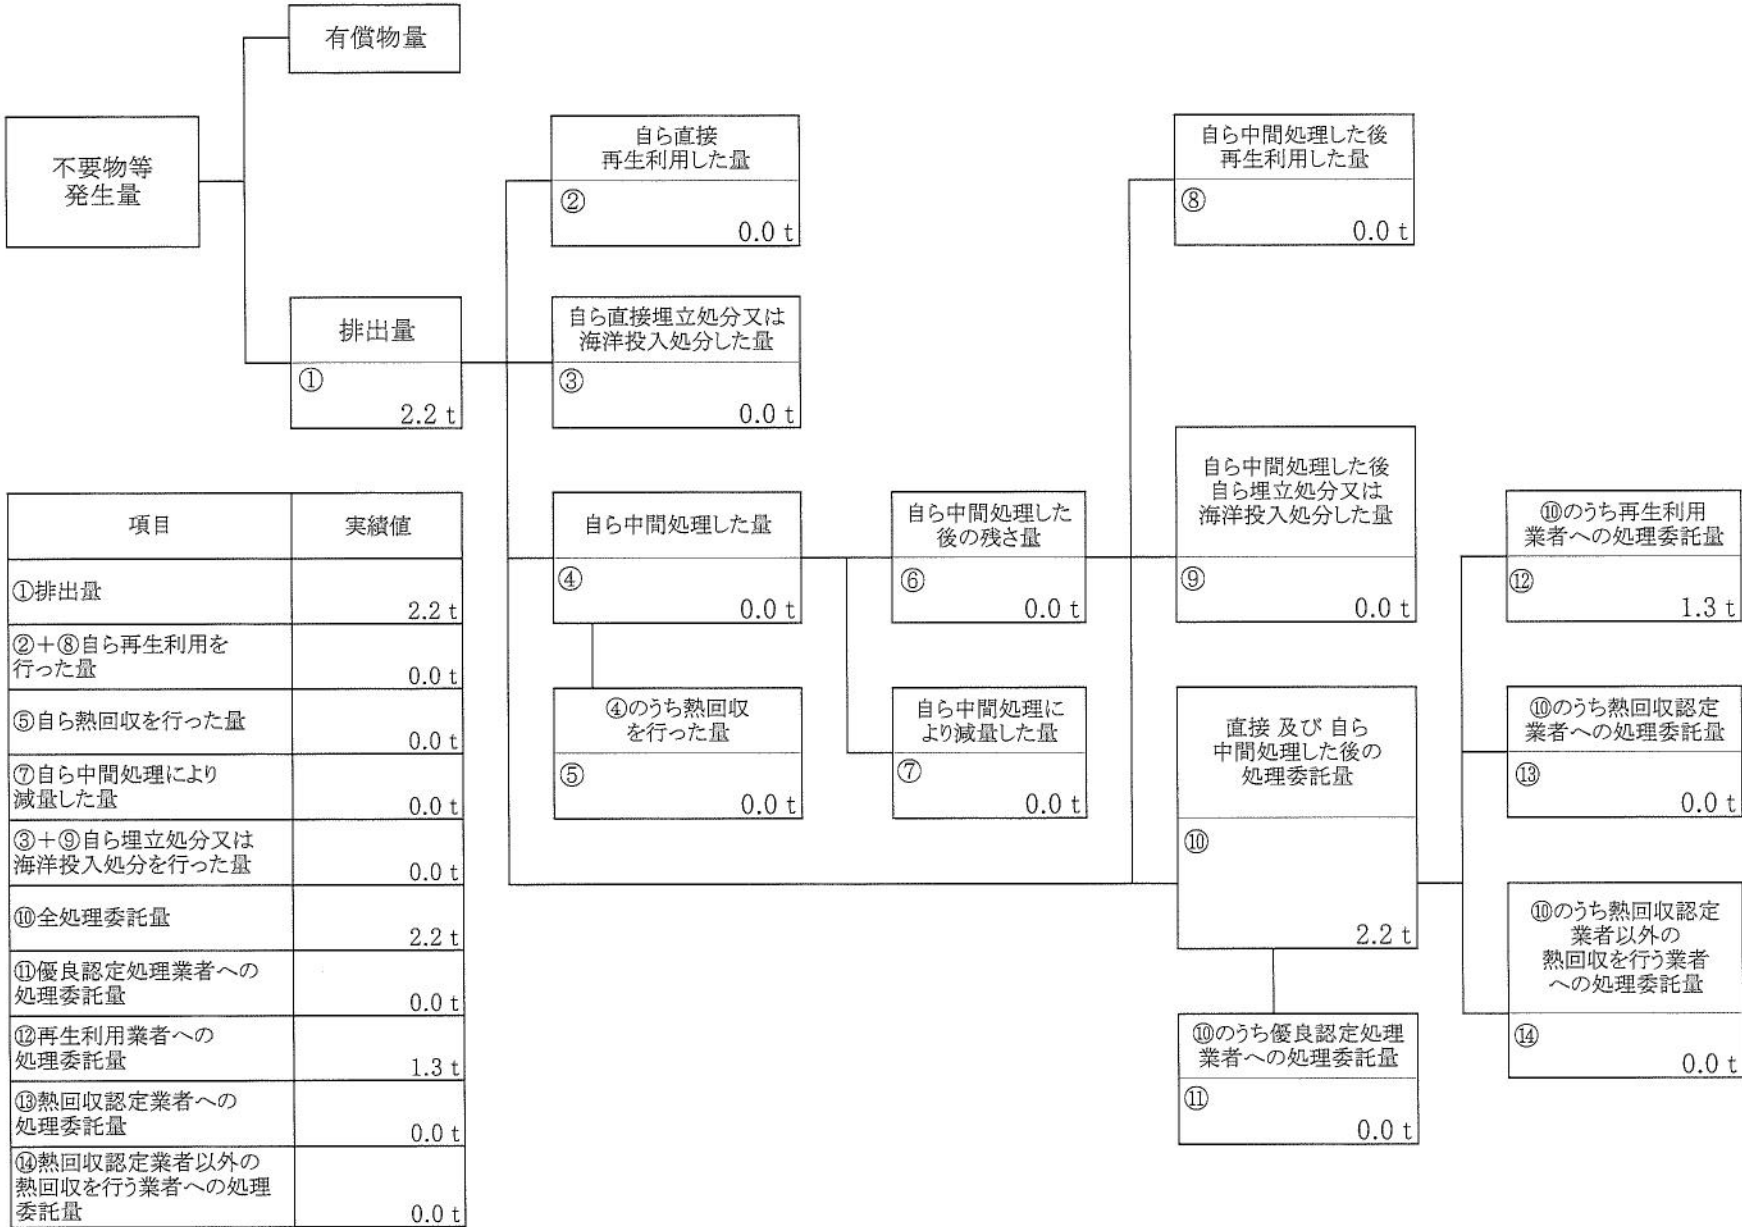 有償物量
不要物等
発生量
排出量
①
2.2 t
自ら直接
再生利用した量
②
0.0 t
自ら直接埋立処分又は
海洋投入処分した量
③
0.0 t
自ら中間処理した量
④
0.0 t
④のうち熱回収
を行った量
⑤
0.0 t
自ら中間処理した
後の残さ量
⑥
0.0 t
自ら中間処理に
より減量した量
⑦
0.0 t
自ら中間処理した後
再生利用した量
⑧
0.0 t
自ら中間処理した後
自ら埋立処分又は
海洋投入処分した量
⑨
0.0 t
直接 及び 自ら
中間処理した後の
処理委託量
⑩
2.2 t
⑩のうち優良認定処理
業者への処理委託量
⑪
0.0 t
⑩のうち再生利用
業者への処理委託量
⑫
1.3 t
⑩のうち熱回収認定
業者への処理委託量
⑬
0.0 t
⑩のうち熱回収認定
業者以外の
熱回収を行う業者
への処理委託量
⑭
0.0 t
項目 実績値
①排出量
2.2 t
②+⑧自ら再生利用を
行った量
0.0 t
⑤自ら熱回収を行った量
0.0 t
⑦自ら中間処理により
減量した量
0.0 t
③+⑨自ら埋立処分又は
海洋投入処分を行った量
0.0 t
⑩全処理委託量
2.2 t
⑪優良認定処理業者への
処理委託量
0.0 t
⑫再生利用業者への
処理委託量
1.3 t
⑬熱回収認定業者への
処理委託量
0.0 t
⑭熱回収認定業者以外の
熱回収を行う業者への処理
委託量
0.0 t